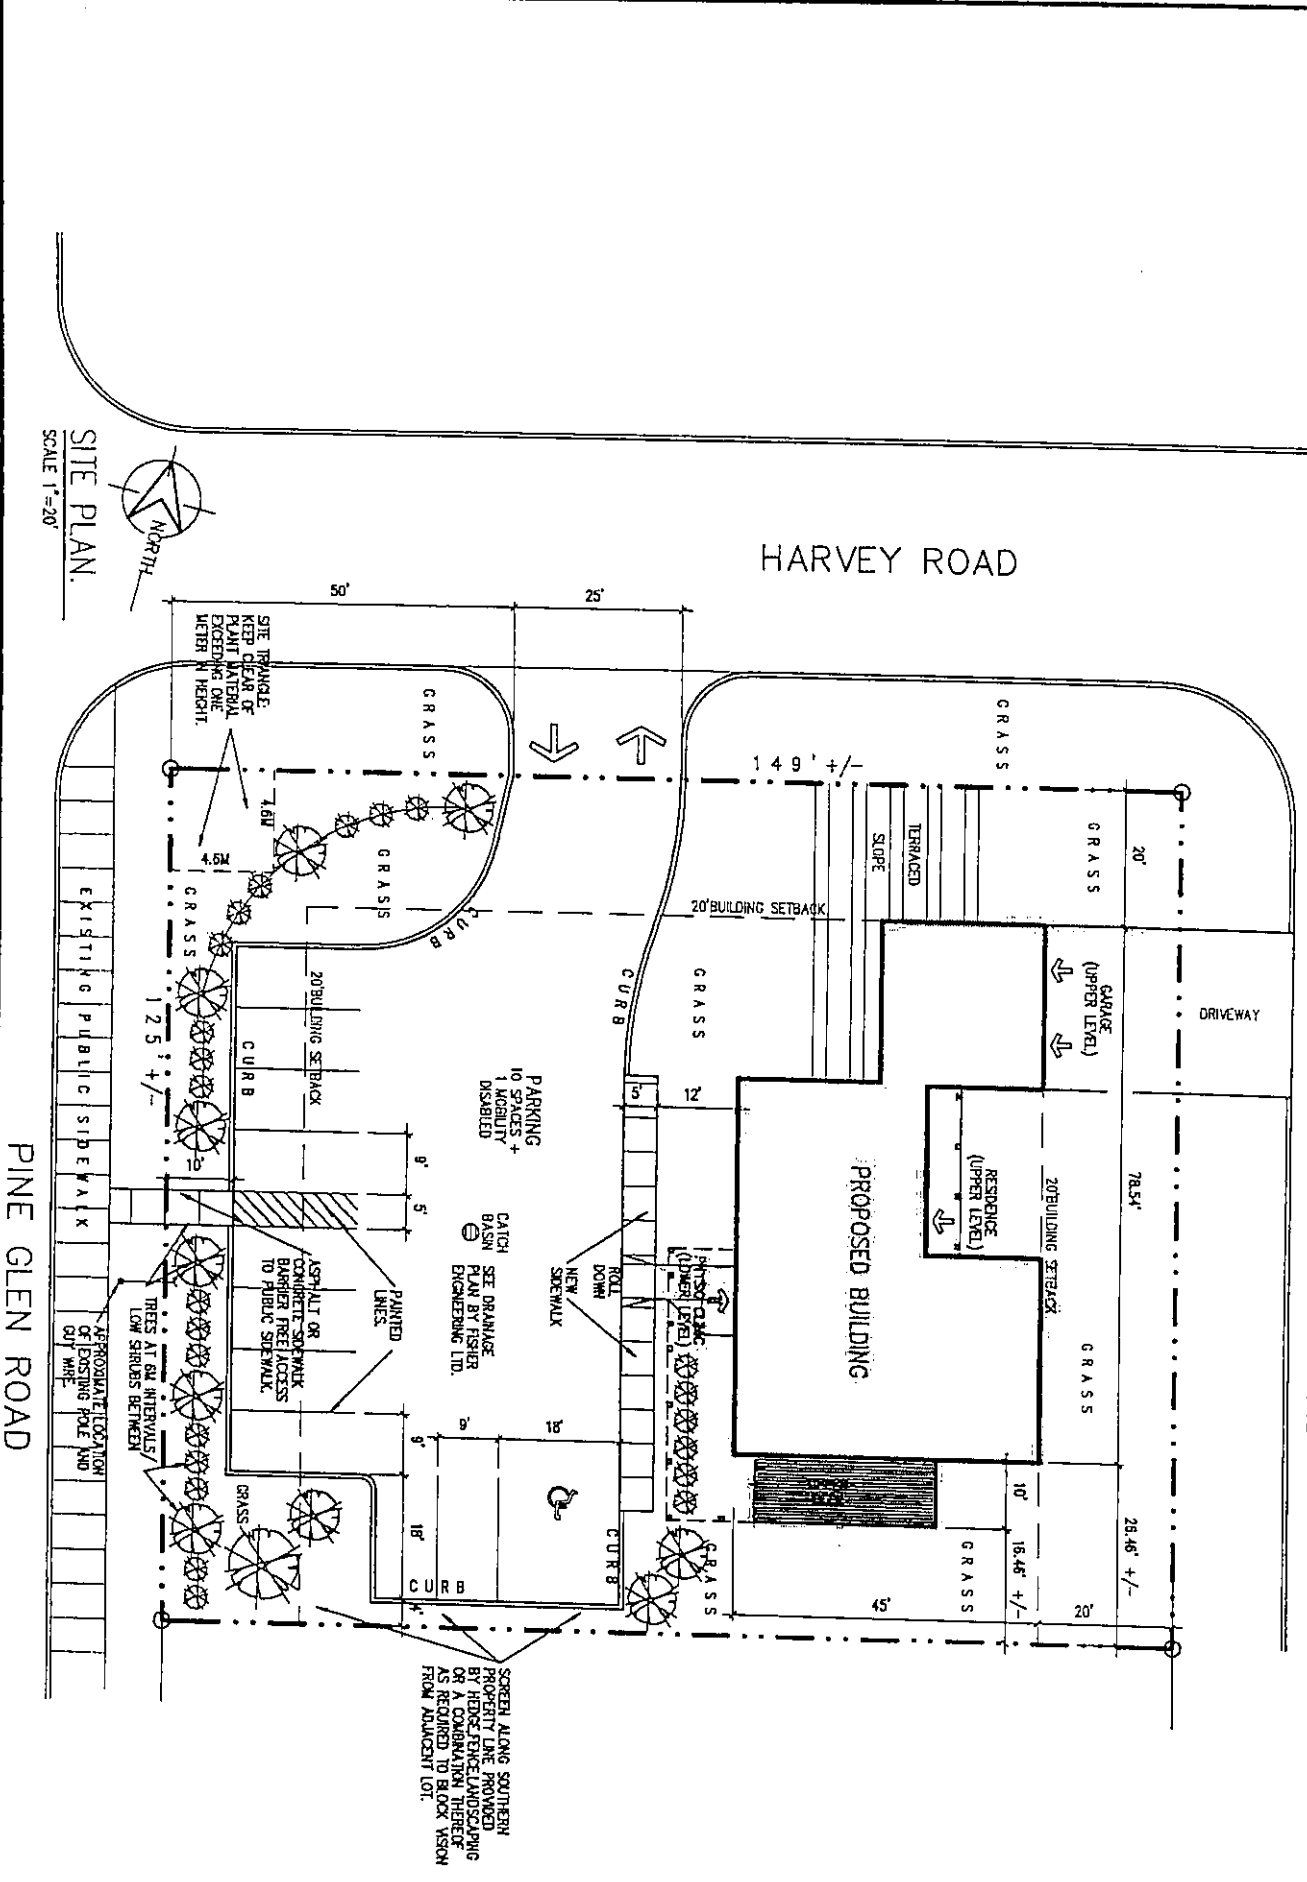 HARVEY ROAD
SITE PLAN.
SCALE 1"=20'
NORTH
50'
25'
SITE TRIANGLE:
KEEP CLEAR OF
PLANT MATERIAL
EXCEEDING ONE
METER IN HEIGHT.
GRASS
GRASS
149' +/-
4.6M
4.6M
GRASS
GRASS
TERRACED
SLOPE
GRASS
20'
20'BUILDING SETBACK
CURB
CURB
GRASS
GARAGE
(UPPER LEVEL)
DRIVEWAY
EXISTING PUBLIC SIDEWALK
125' +/-
CURB
20'BUILDING SETBACK
PARKING
10 SPACES +
1 MOBILITY
DISABLED
5'
12'
PROPOSED BUILDING
RESIDENCE
(UPPER LEVEL)
20'BUILDING SETBACK
78.54'
10'
9'
5'
CATCH
BASIN
SEE DRAINAGE
PLAN BY FISHER
ENGINEERING LTD.
ROLL
DOWN
NEW
SIDEWALK
(LOWER LEVEL)
ASPHALT OR
CONCRETE SIDEWALK
BARRIER FREE ACCESS
TO PUBLIC SIDEWALK.
PAINTED
LINES.
TREES AT 6M INTERVALS/
LOW SHRUBS BETWEEN
APPROXIMATE LOCATION
OF EXISTING POLE AND
GUY WIRE
PINE GLEN ROAD
GRASS
9'
18'
9'
18'
CURB
4'
CURB
GRASS
GRASS
GRASS
10'
16.46' +/-
26.46' +/-
45'
20'
SCREEN ALONG SOUTHERN
PROPERTY LINE PROVIDED
BY HEDGE,FENCE,LANDSCAPING
OR A COMBINATION THEREOF
AS REQUIRED TO BLOCK VISION
FROM ADJACENT LOT.